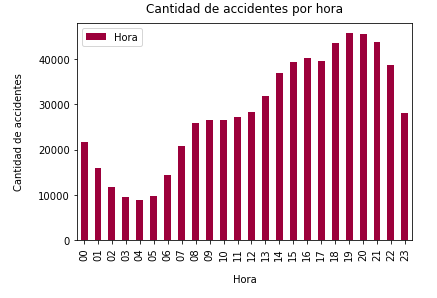 Cantidad de accidentes por hora
Hora
Cantidad de accidentes
40000
30000
20000
10000
0
00 01 02 03 04 05 06 07 08 09 10 11 12 13 14 15 16 17 18 19 20 21 22 23
Hora